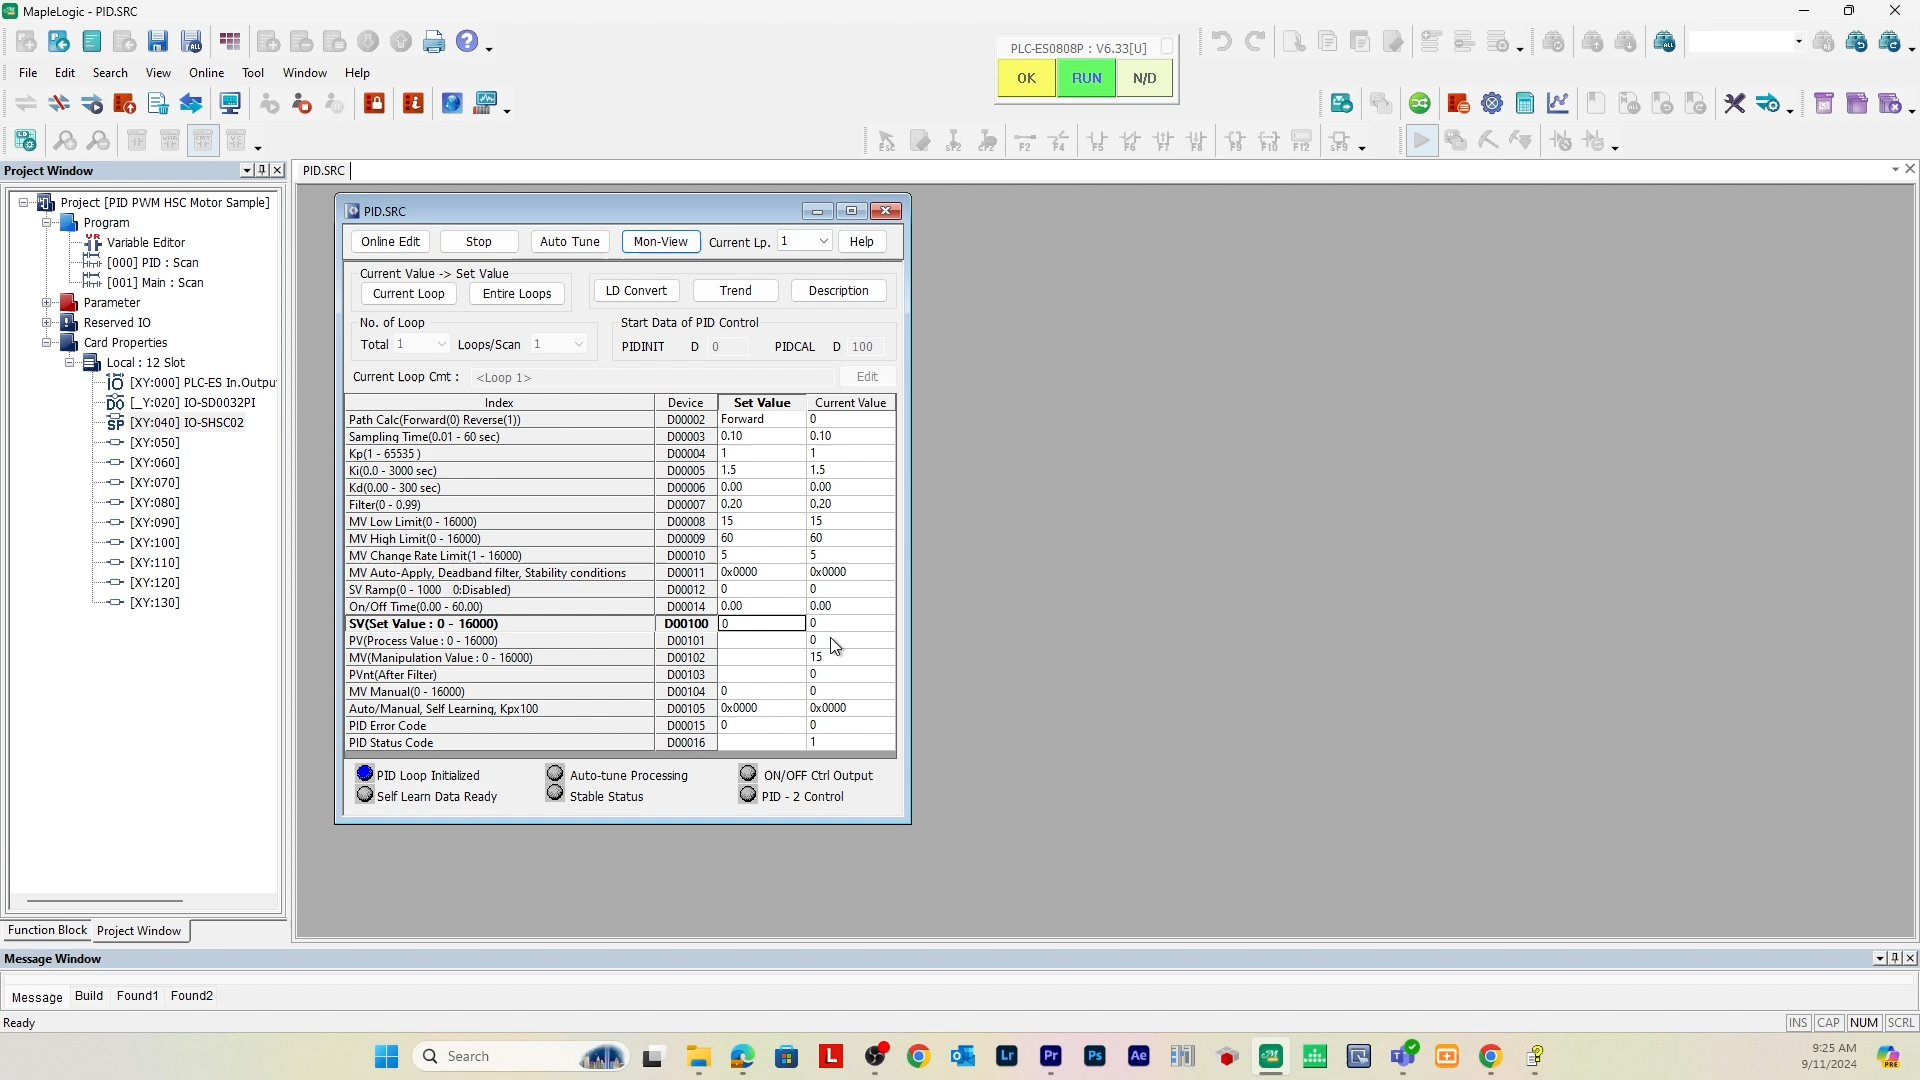 MapleLogic - PID.SRC
PLC-ES0808P : V6.33[U]
OK RUN N/D
File Edit Search View Online Tool Window Help
Esc sF2 cF2 F2 F4 F5 F6 F7 F8 F9 F10 F12 sF9
Project Window
PID.SRC
Project [PID PWM HSC Motor Sample]
Program
Variable Editor
[000] PID : Scan
[001] Main : Scan
Parameter
Reserved IO
Card Properties
Local : 12 Slot
[XY:000] PLC-ES In.Outpu
[_Y:020] IO-SD0032PI
[XY:040] IO-SHSC02
[XY:050]
[XY:060]
[XY:070]
[XY:080]
[XY:090]
[XY:100]
[XY:110]
[XY:120]
[XY:130]
Function Block Project Window
PID.SRC
Online Edit Stop Auto Tune Mon-View Current Lp. 1 Help
Current Value -> Set Value
Current Loop Entire Loops LD Convert Trend Description
No. of Loop Start Data of PID Control
Total 1 Loops/Scan 1 PIDINIT D 0 PIDCAL D 100
Current Loop Cmt : <Loop 1> Edit
Index Device Set Value Current Value
Path Calc(Forward(0) Reverse(1)) D00002 Forward 0
Sampling Time(0.01 - 60 sec) D00003 0.10 0.10
Kp(1 - 65535 ) D00004 1 1
Ki(0.0 - 3000 sec) D00005 1.5 1.5
Kd(0.00 - 300 sec) D00006 0.00 0.00
Filter(0 - 0.99) D00007 0.20 0.20
MV Low Limit(0 - 16000) D00008 15 15
MV High Limit(0 - 16000) D00009 60 60
MV Change Rate Limit(1 - 16000) D00010 5 5
MV Auto-Apply, Deadband filter, Stability conditions D00011 0x0000 0x0000
SV Ramp(0 - 1000 0:Disabled) D00012 0 0
On/Off Time(0.00 - 60.00) D00014 0.00 0.00
SV(Set Value : 0 - 16000) D00100 0 0
PV(Process Value : 0 - 16000) D00101 0
MV(Manipulation Value : 0 - 16000) D00102 15
PVnt(After Filter) D00103 0
MV Manual(0 - 16000) D00104 0 0
Auto/Manual, Self Learning, Kpx100 D00105 0x0000 0x0000
PID Error Code D00015 0 0
PID Status Code D00016 1
PID Loop Initialized Auto-tune Processing ON/OFF Ctrl Output
Self Learn Data Ready Stable Status PID - 2 Control
Message Window
Message Build Found1 Found2
Ready INS CAP NUM SCRL
Search
9:25 AM
9/11/2024